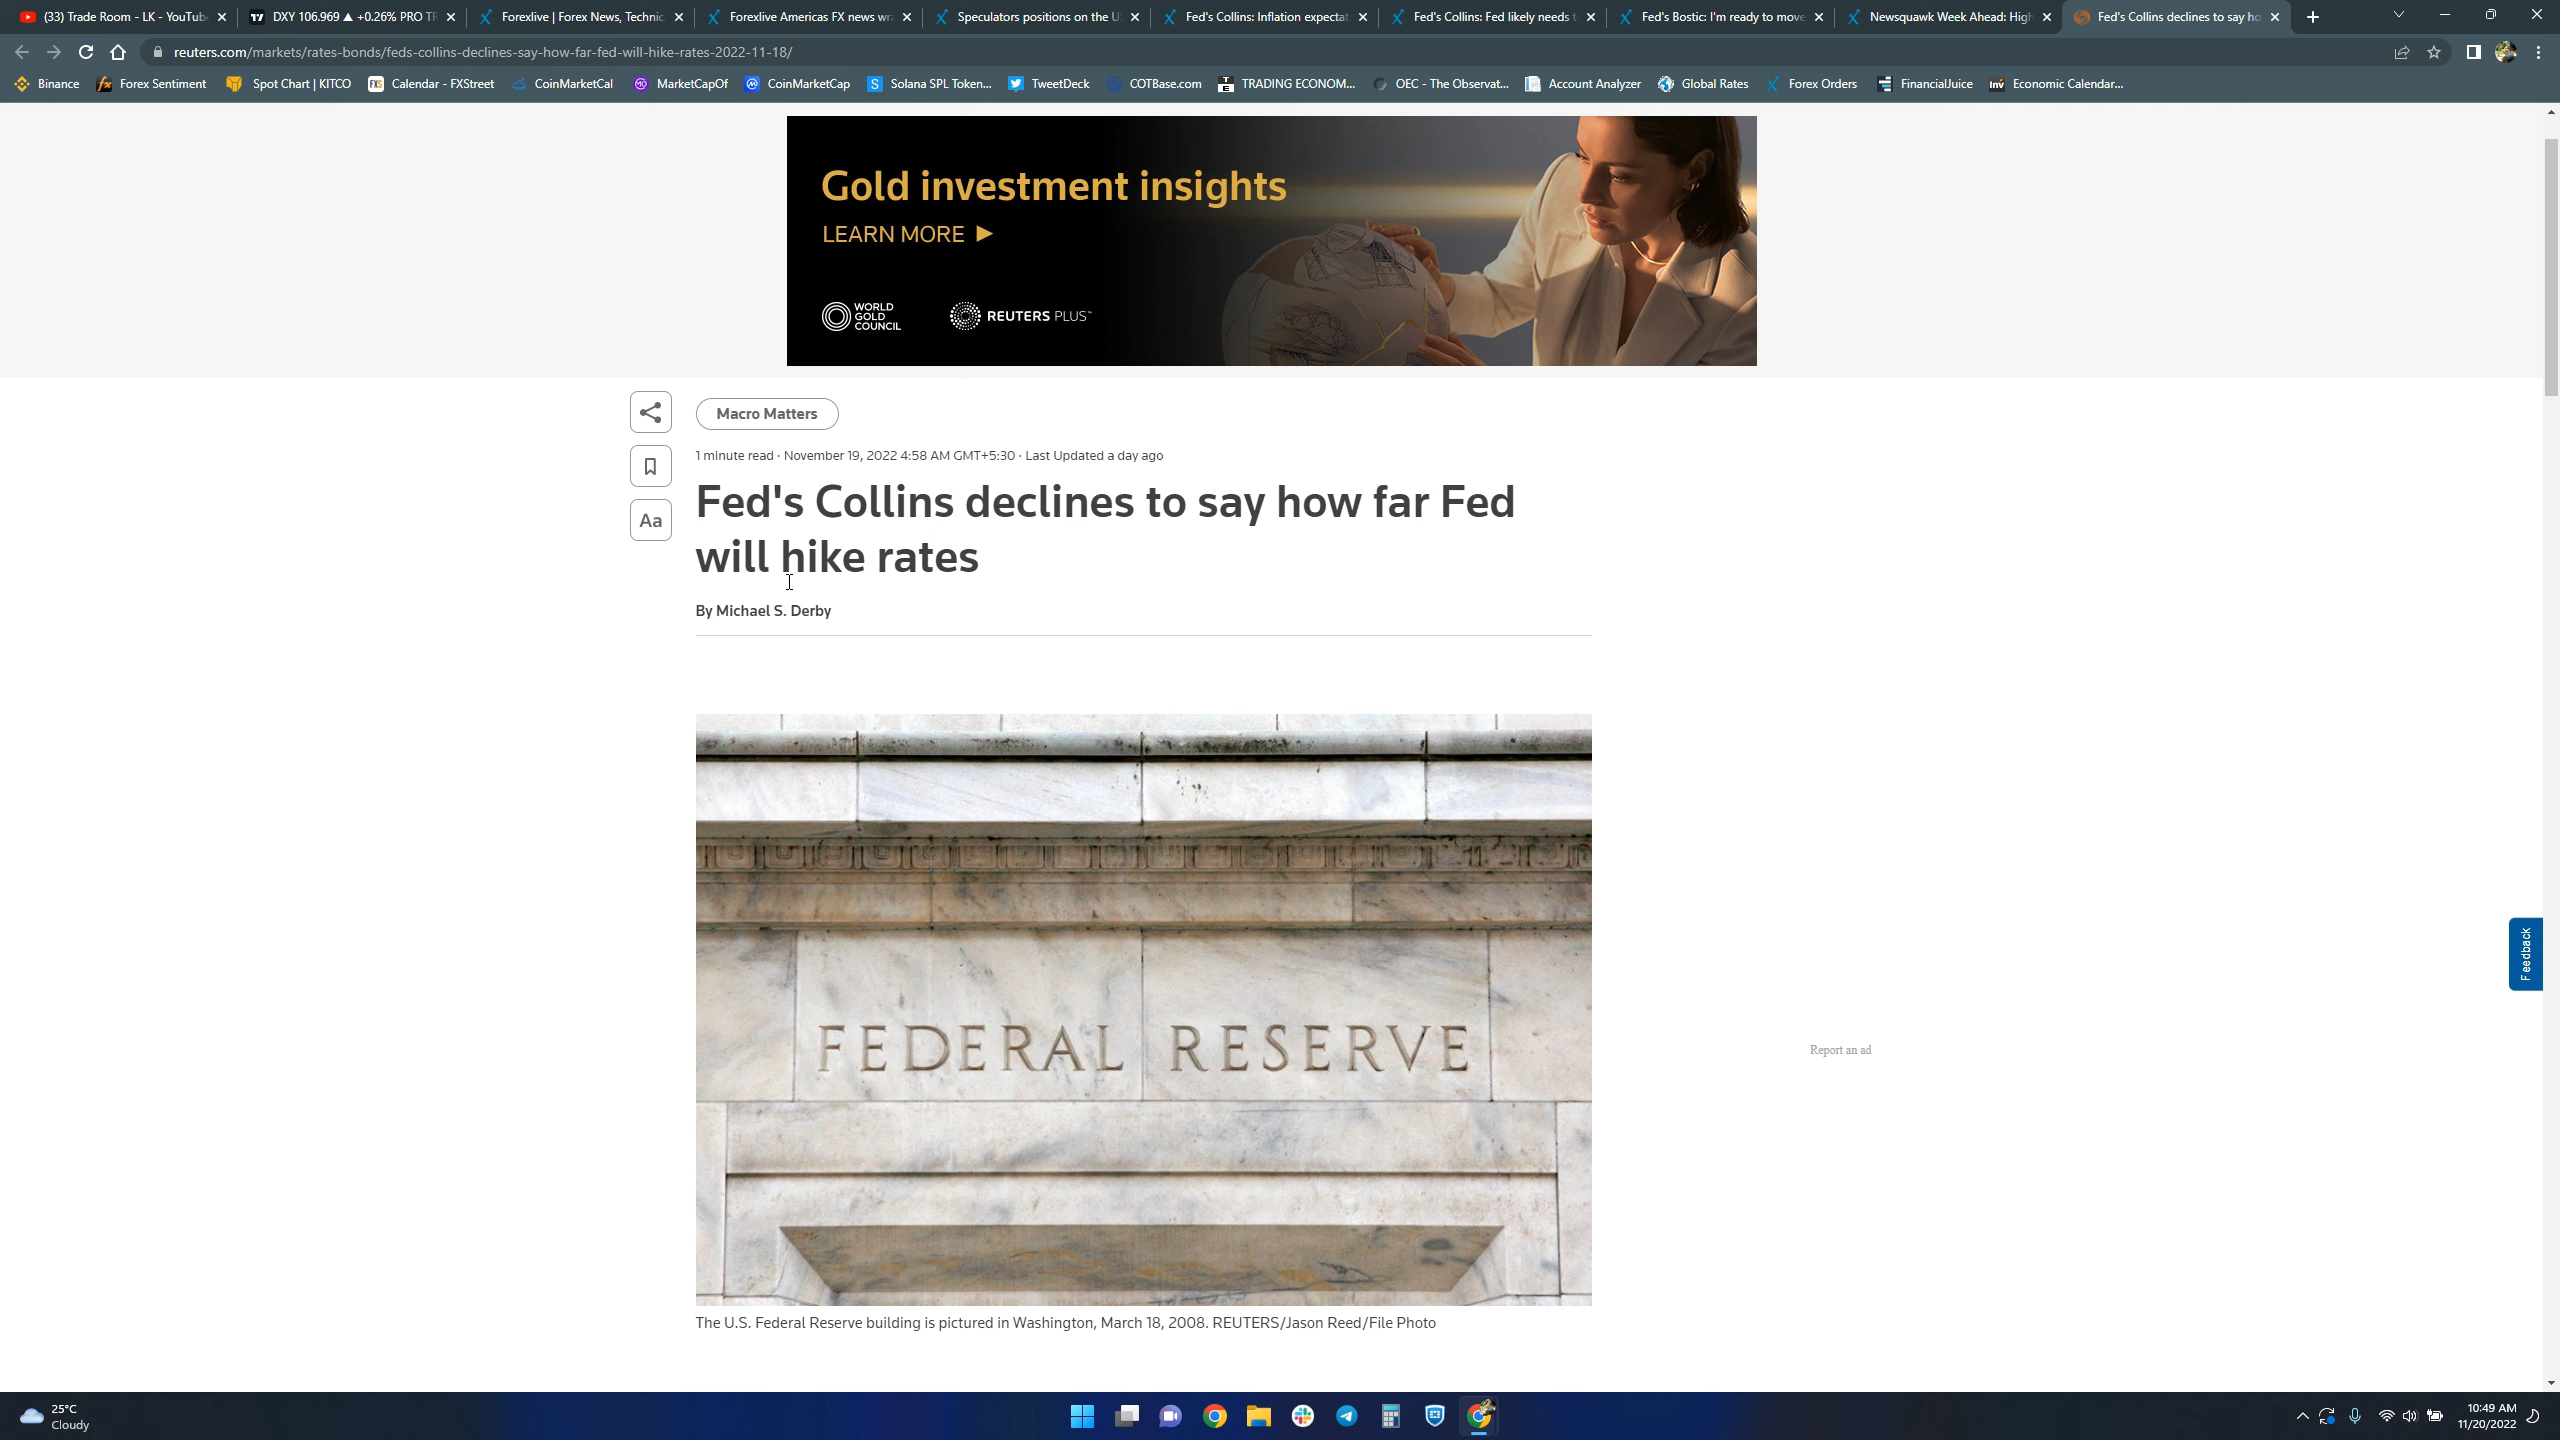 (33) Trade Room - LK - YouTub
DXY 106.969 ▲ +0.26% PRO TR
Forexlive | Forex News, Technic
Forexlive Americas FX news wr
Speculators positions on the U
Fed's Collins: Inflation expectat
Fed's Collins: Fed likely needs t
Fed's Bostic: I'm ready to move
Newsquawk Week Ahead: High
Fed's Collins declines to say ho
reuters.com/markets/rates-bonds/feds-collins-declines-say-how-far-fed-will-hike-rates-2022-11-18/
Binance
Forex Sentiment
Spot Chart | KITCO
FXS
Calendar - FXStreet
CoinMarketCal
MarketCapOf
CoinMarketCap
Solana SPL Token...
TweetDeck
COTBase.com
TRADING ECONOM...
OEC - The Observat...
Account Analyzer
Global Rates
Forex Orders
FinancialJuice
Inv
Economic Calendar...
Gold investment insights
LEARN MORE ▶
WORLD
GOLD
COUNCIL
REUTERS PLUS™
Macro Matters
1 minute read · November 19, 2022 4:58 AM GMT+5:30 · Last Updated a day ago
Fed's Collins declines to say how far Fed
will hike rates
Aa
By Michael S. Derby
FEDERAL RESERVE
Feedback
Report an ad
The U.S. Federal Reserve building is pictured in Washington, March 18, 2008. REUTERS/Jason Reed/File Photo
25°C
Cloudy
10:49 AM
11/20/2022